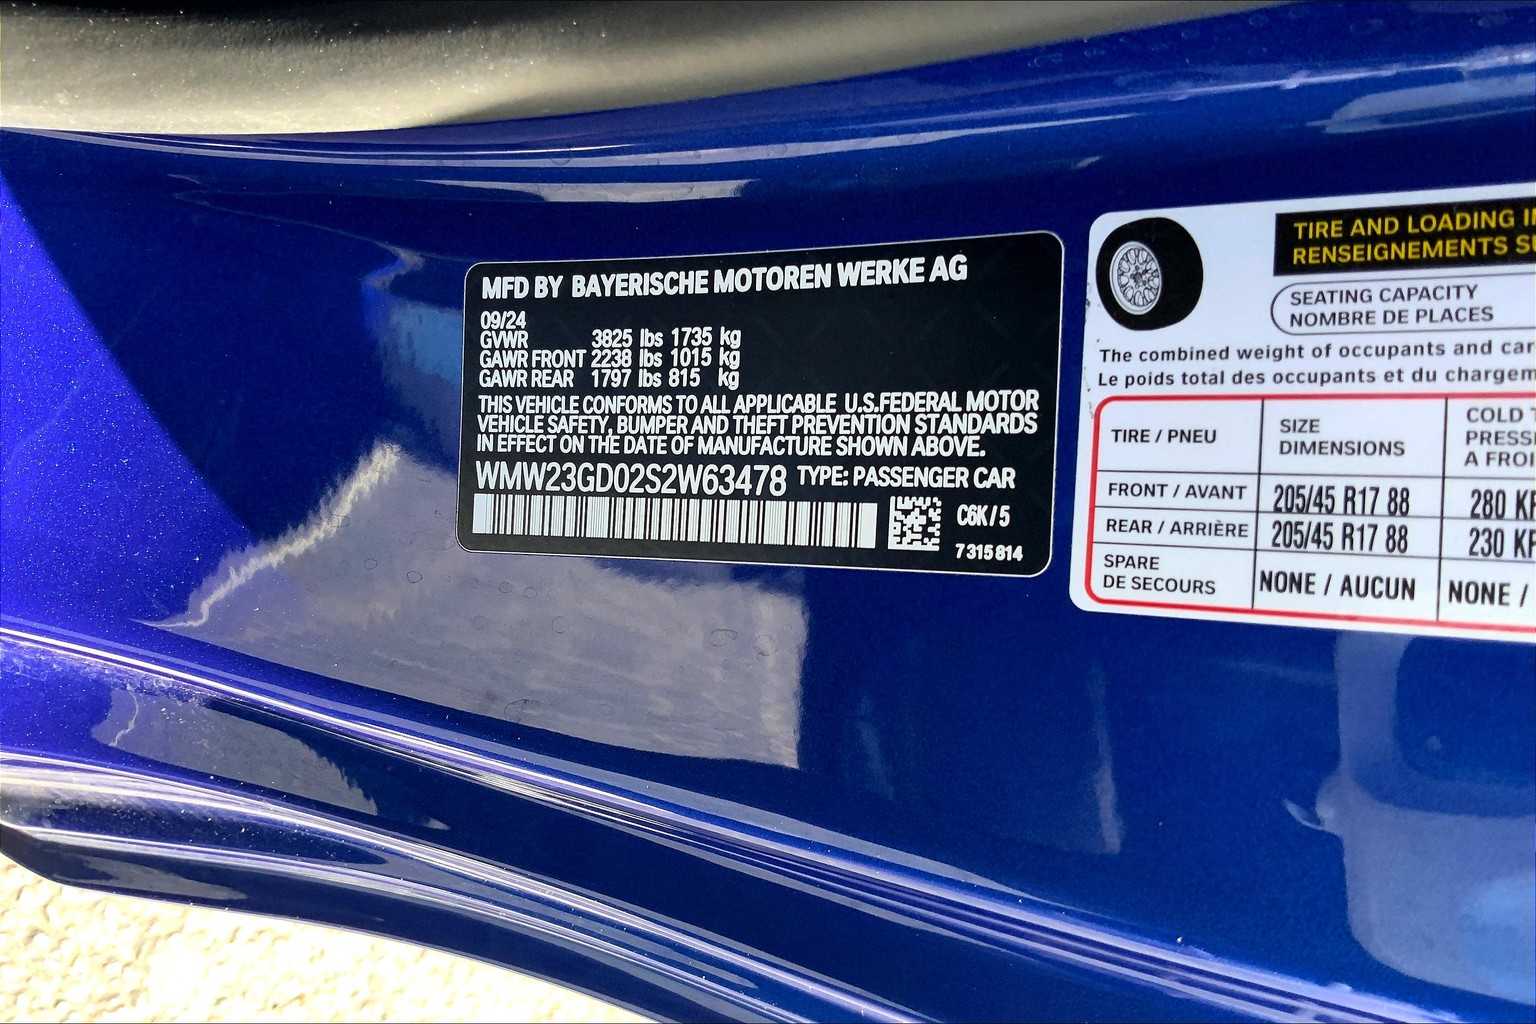 MFD BY BAYERISCHE MOTOREN WERKE AG
09/24
GVWR 3825 lbs 1735 kg
GAWR FRONT 2238 lbs 1015 kg
GAWR REAR 1797 lbs 815 kg
THIS VEHICLE CONFORMS TO ALL APPLICABLE U.S.FEDERAL MOTOR
VEHICLE SAFETY, BUMPER AND THEFT PREVENTION STANDARDS
IN EFFECT ON THE DATE OF MANUFACTURE SHOWN ABOVE.
WMW23GD02S2W63478 TYPE: PASSENGER CAR
C6K/5
7315814
TIRE AND LOADING
RENSEIGNEMENTS
SEATING CAPACITY
NOMBRE DE PLACES
The combined weight of occupants and
Le poids total des occupants et du
TIRE / PNEU
SIZE
DIMENSIONS
COLD
A
FRONT / AVANT 205/45 R17 88 280
REAR / ARRIÈRE 205/45 R17 88 230
SPARE
DE SECOURS
NONE / AUCUN
NONE /